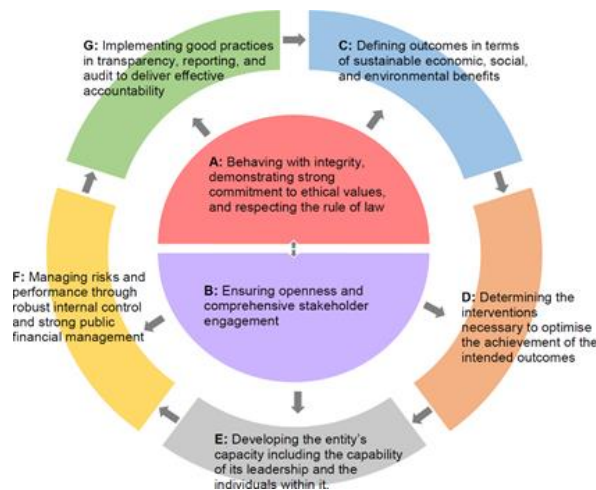 G: Implementing good practices
in transparency, reporting, and
audit to deliver effective
accountability
C: Defining outcomes in terms
of sustainable economic, social,
and environmental benefits
A: Behaving with integrity,
demonstrating strong
commitment to ethical values,
and respecting the rule of law
B: Ensuring openness and
comprehensive stakeholder
engagement
F: Managing risks and
performance through
robust internal control
and strong public
financial management
D: Determining the
interventions
necessary to optimise
the achievement of the
intended outcomes
E: Developing the entity's
capacity including the capability
of its leadership and the
individuals within it.